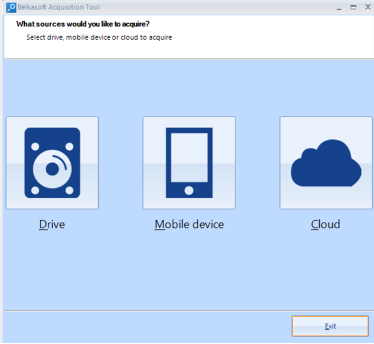 Belkasoft Acquisition Tool
What sources would you like to acquire?
Select drive, mobile device or cloud to acquire
Drive
Mobile device
Cloud
Exit